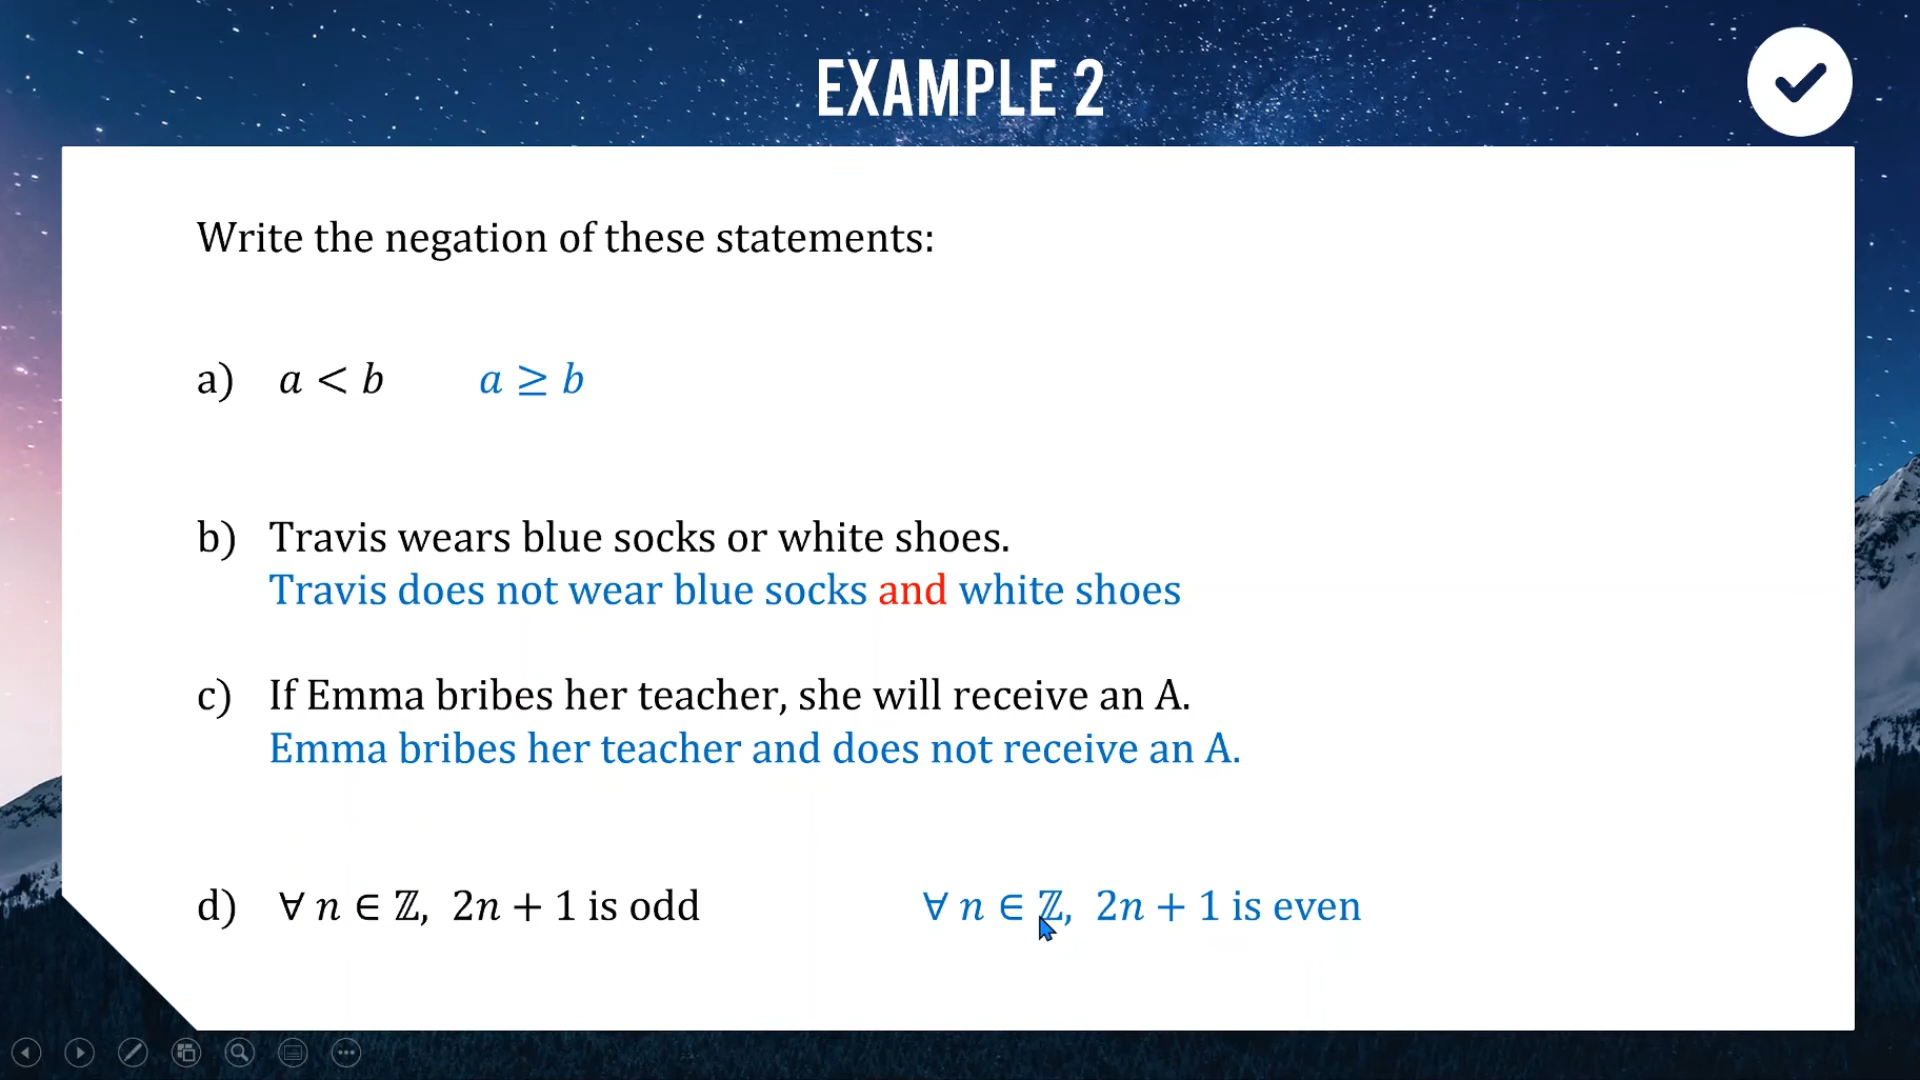 EXAMPLE 2
Write the negation of these statements:
a) a < b a ≥ b
b) Travis wears blue socks or white shoes.
Travis does not wear blue socks and white shoes
c) If Emma bribes her teacher, she will receive an A.
Emma bribes her teacher and does not receive an A.
d) ∀ n ∈ ℤ, 2n + 1 is odd ∀ n ∈ ℤ, 2n + 1 is even